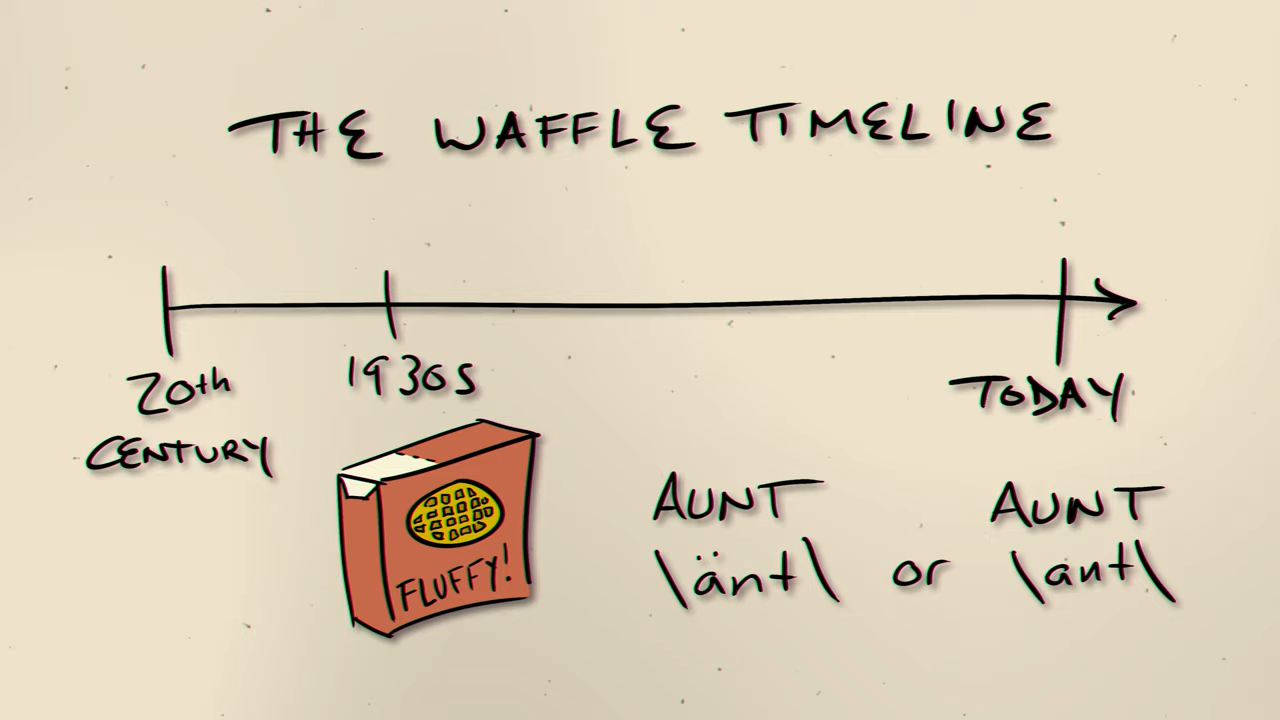 THE WAFFLE TIMELINE
20th
CENTURY
1930s
TODAY
FLUFFY!
AUNT AUNT
\änt\ or \ant\